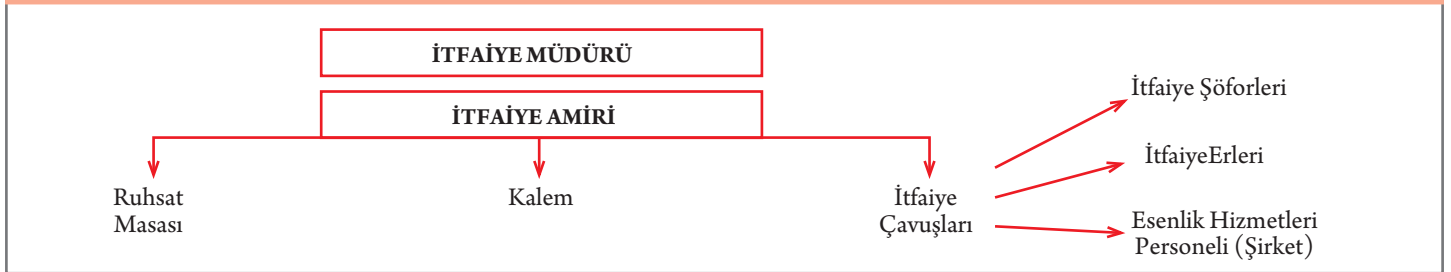 İTFAİYE MÜDÜRÜ
İTFAİYE AMİRİ
Ruhsat
Masası
Kalem
İtfaiye
Çavuşları
İtfaiye Şöforleri
İtfaiyeErleri
Esenlik Hizmetleri
Personeli (Şirket)